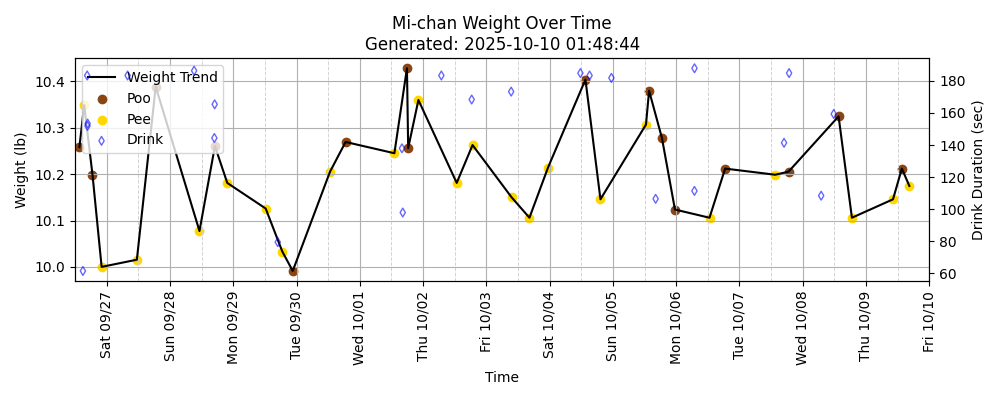 Mi-chan Weight Over Time
Generated: 2025-10-10 01:48:44
Weight (lb)
10.4
10.3
10.2
10.1
10.0
Weight Trend
Poo
Pee
Drink
180
160
140
120
100
80
60
Drink Duration (sec)
Sat 09/27
Sun 09/28
Mon 09/29
Tue 09/30
Wed 10/01
Thu 10/02
Fri 10/03
Sat 10/04
Sun 10/05
Mon 10/06
Tue 10/07
Wed 10/08
Thu 10/09
Fri 10/10
Time